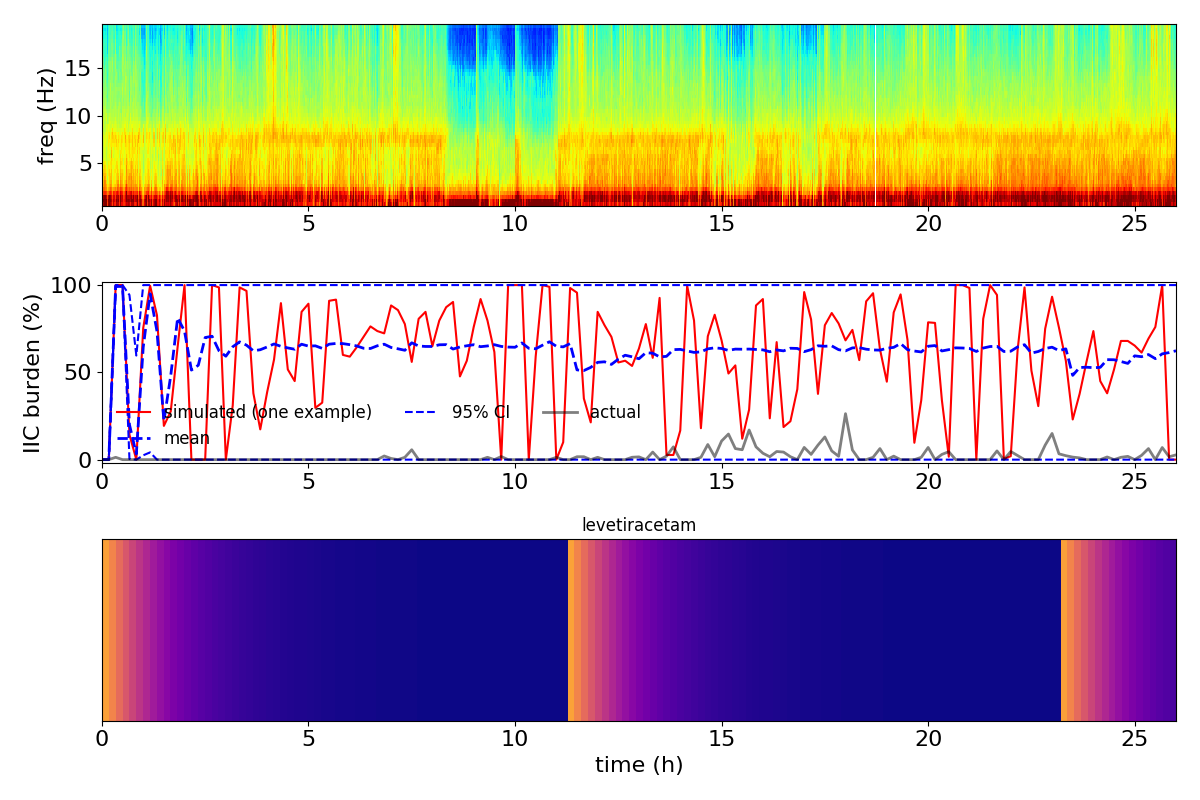 freq (Hz)
15
10
5
0 5 10 15 20 25
IIC burden (%)
100
50
0
simulated (one example) 95% CI actual
mean
0 5 10 15 20 25
levetiracetam
0 5 10 15 20 25
time (h)